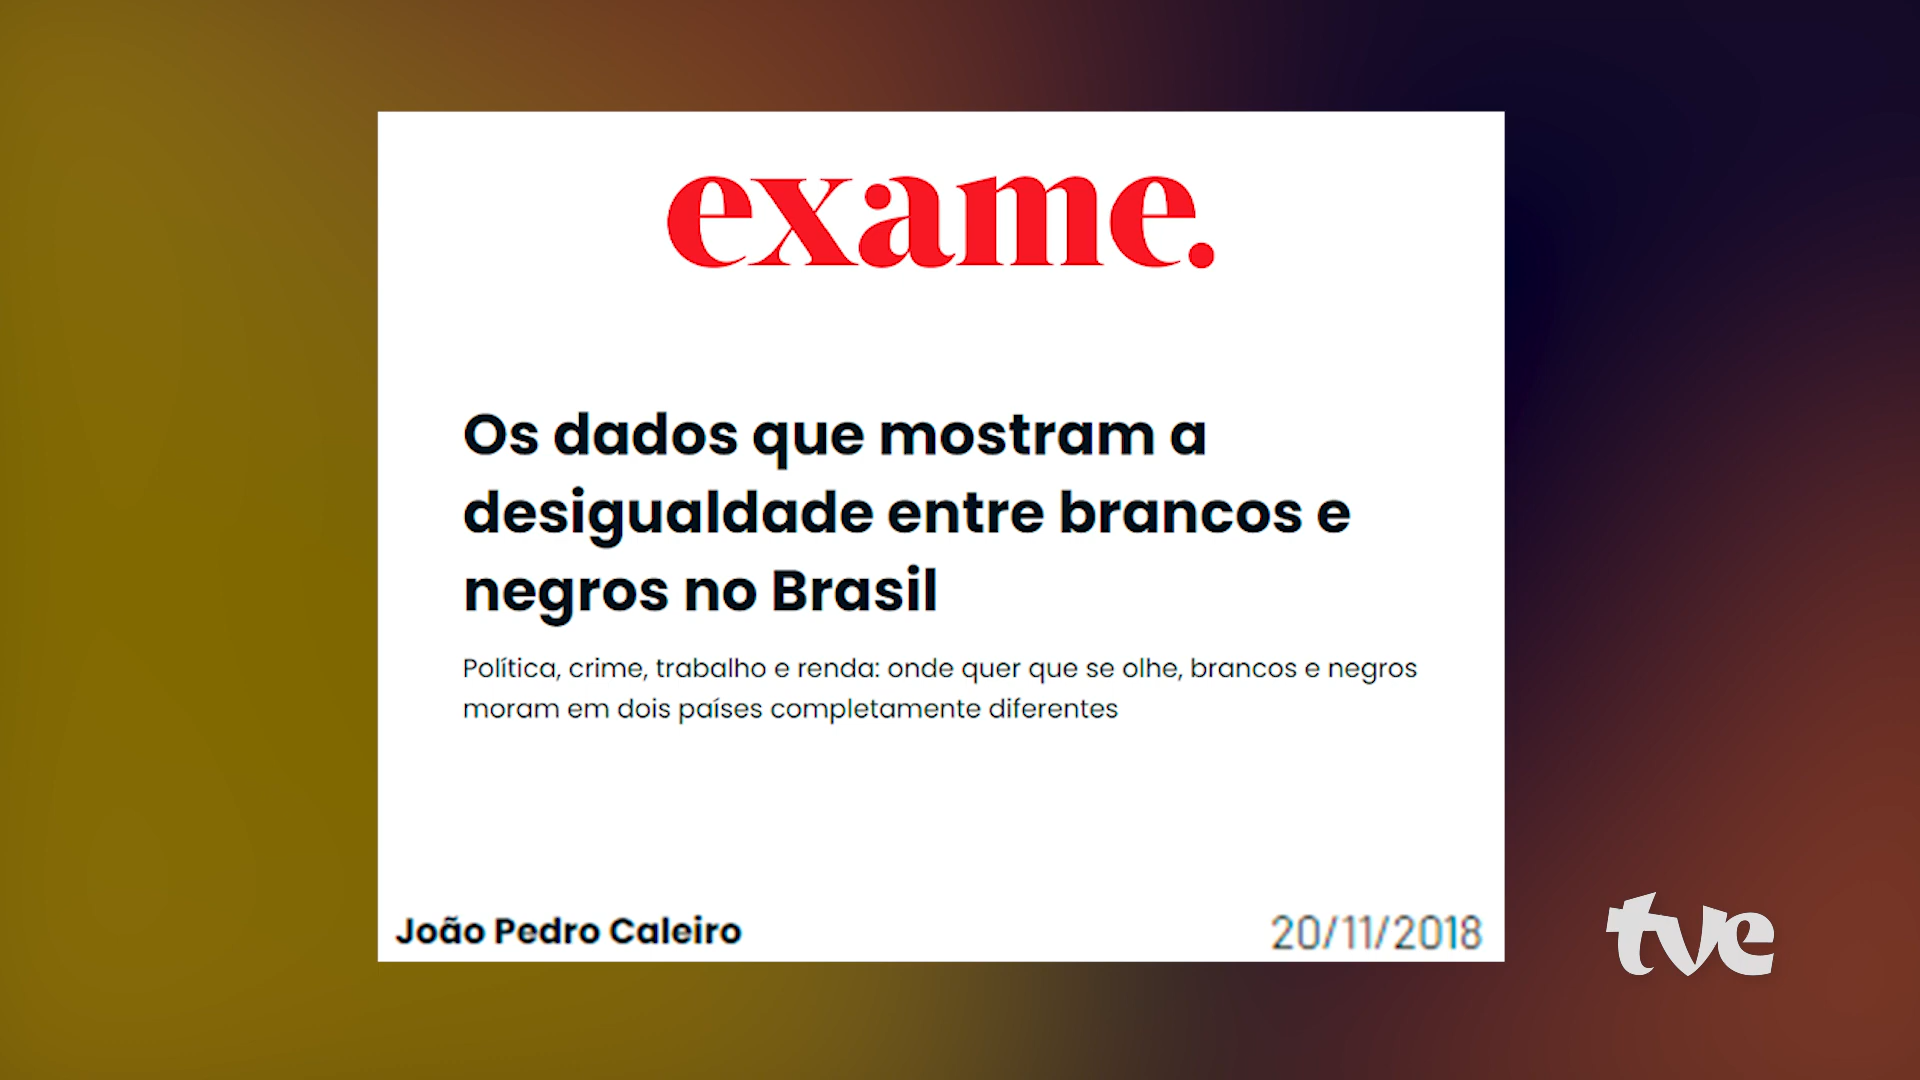 exame.
Os dados que mostram a
desigualdade entre brancos e
negros no Brasil
Política, crime, trabalho e renda: onde quer que se olhe, brancos e negros
moram em dois países completamente diferentes
João Pedro Caleiro
20/11/2018
tve